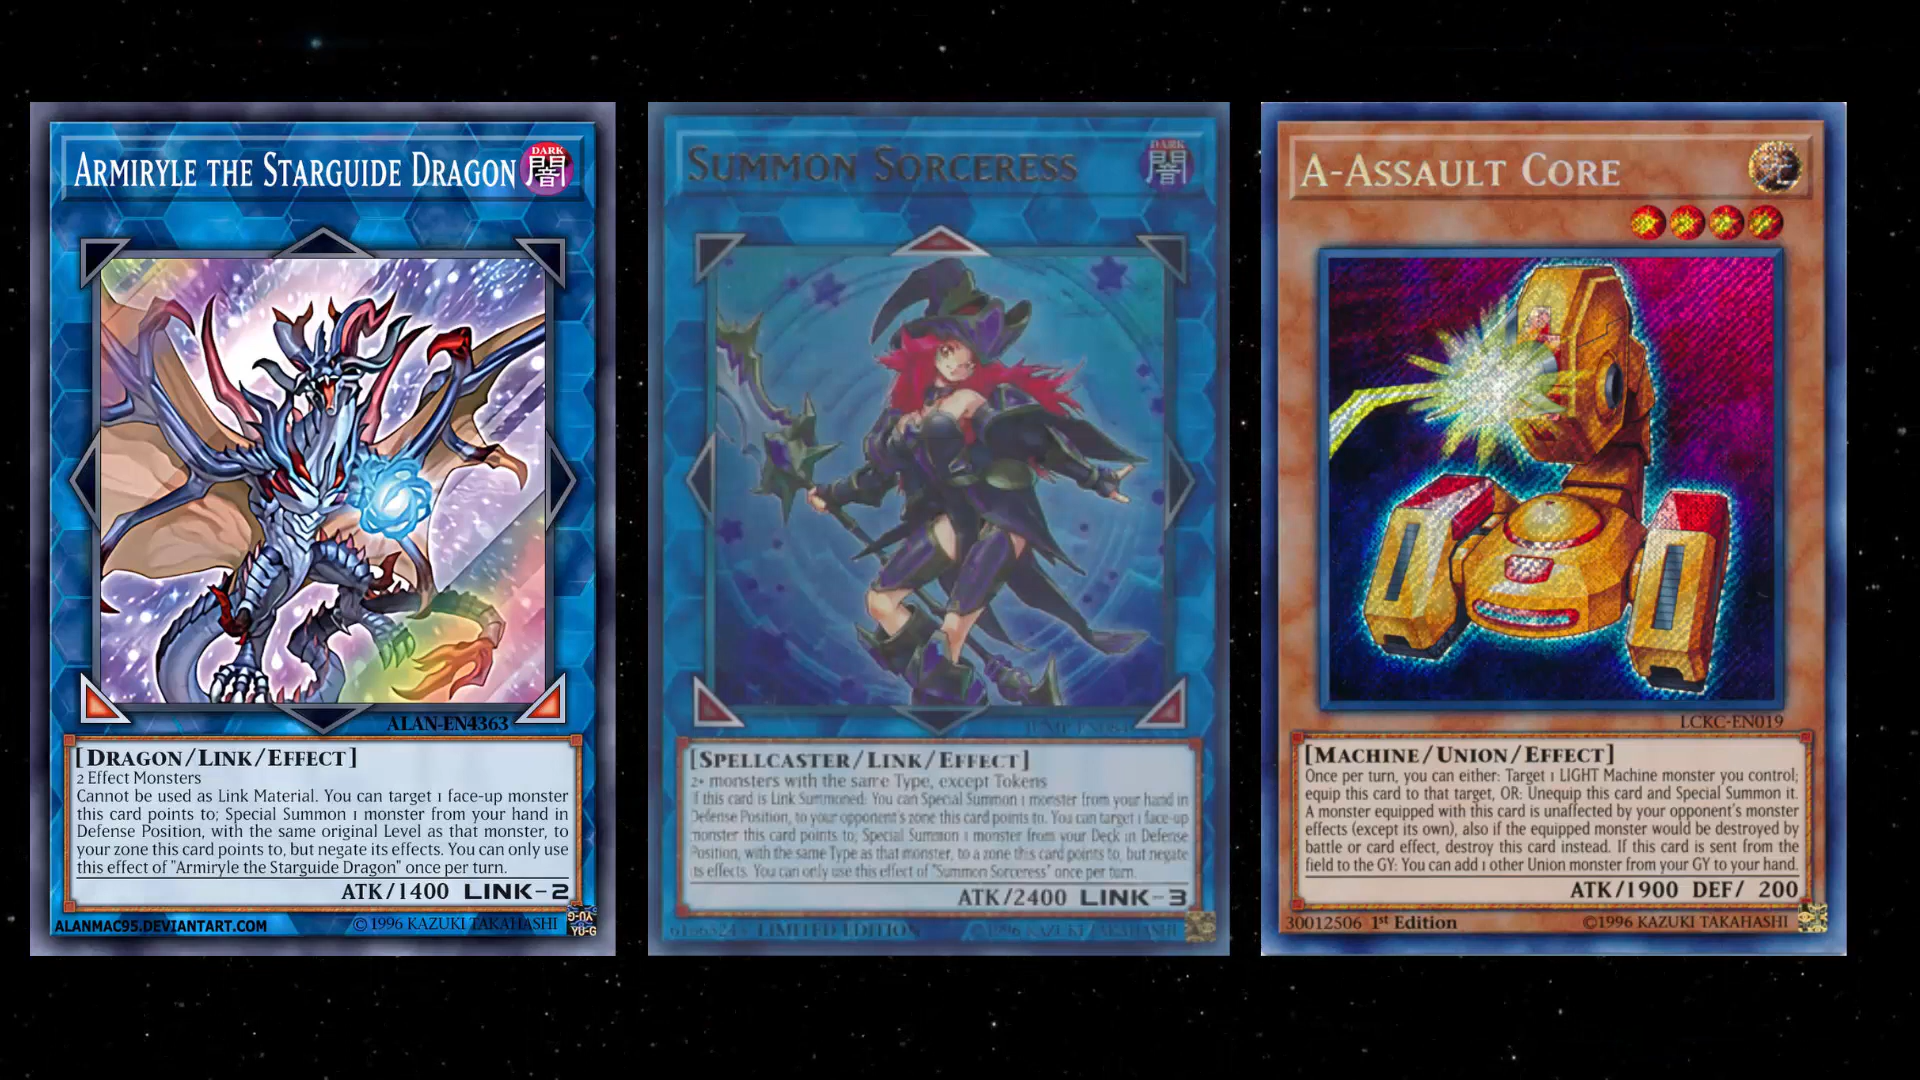 ARMIRYLE THE STARGUIDE DRAGON
DARK
闇
ALAN-EN4363
[DRAGON/LINK/EFFECT]
2 Effect Monsters
Cannot be used as Link Material. You can target 1 face-up monster
this card points to; Special Summon 1 monster from your hand in
Defense Position, with the same original Level as that monster, to
your zone this card points to, but negate its effects. You can only use
this effect of "Armiryle the Starguide Dragon" once per turn.
ATK/1400 LINK-2
ALANMAC95.DEVIANTART.COM
©1996 KAZUKI TAKAHASHI
SUMMON SORCERESS
DARK
闇
[SPELLCASTER/LINK/EFFECT]
2+ monsters with the same Type, except Tokens
If this card is Link Summoned: You can Special Summon 1 monster from your hand in
Defense Position, to your opponent's zone this card points to. You can target 1 face-up
monster this card points to; Special Summon 1 monster from your Deck in Defense
Position, with the same Type as that monster, to a zone this card points to, but negate
its effects. You can only use this effect of "Summon Sorceress" once per turn.
ATK/2400 LINK-3
LIMITED EDITION
©1996 KAZUKI TAKAHASHI
A-ASSAULT CORE
LCKC-EN019
[MACHINE/UNION/EFFECT]
Once per turn, you can either: Target 1 LIGHT Machine monster you control;
equip this card to that target, OR: Unequip this card and Special Summon it.
A monster equipped with this card is unaffected by your opponent's monster
effects (except its own), also if the equipped monster would be destroyed by
battle or card effect, destroy this card instead. If this card is sent from the
field to the GY: You can add 1 other Union monster from your GY to your hand.
ATK/1900 DEF/ 200
30012506 1st Edition
©1996 KAZUKI TAKAHASHI